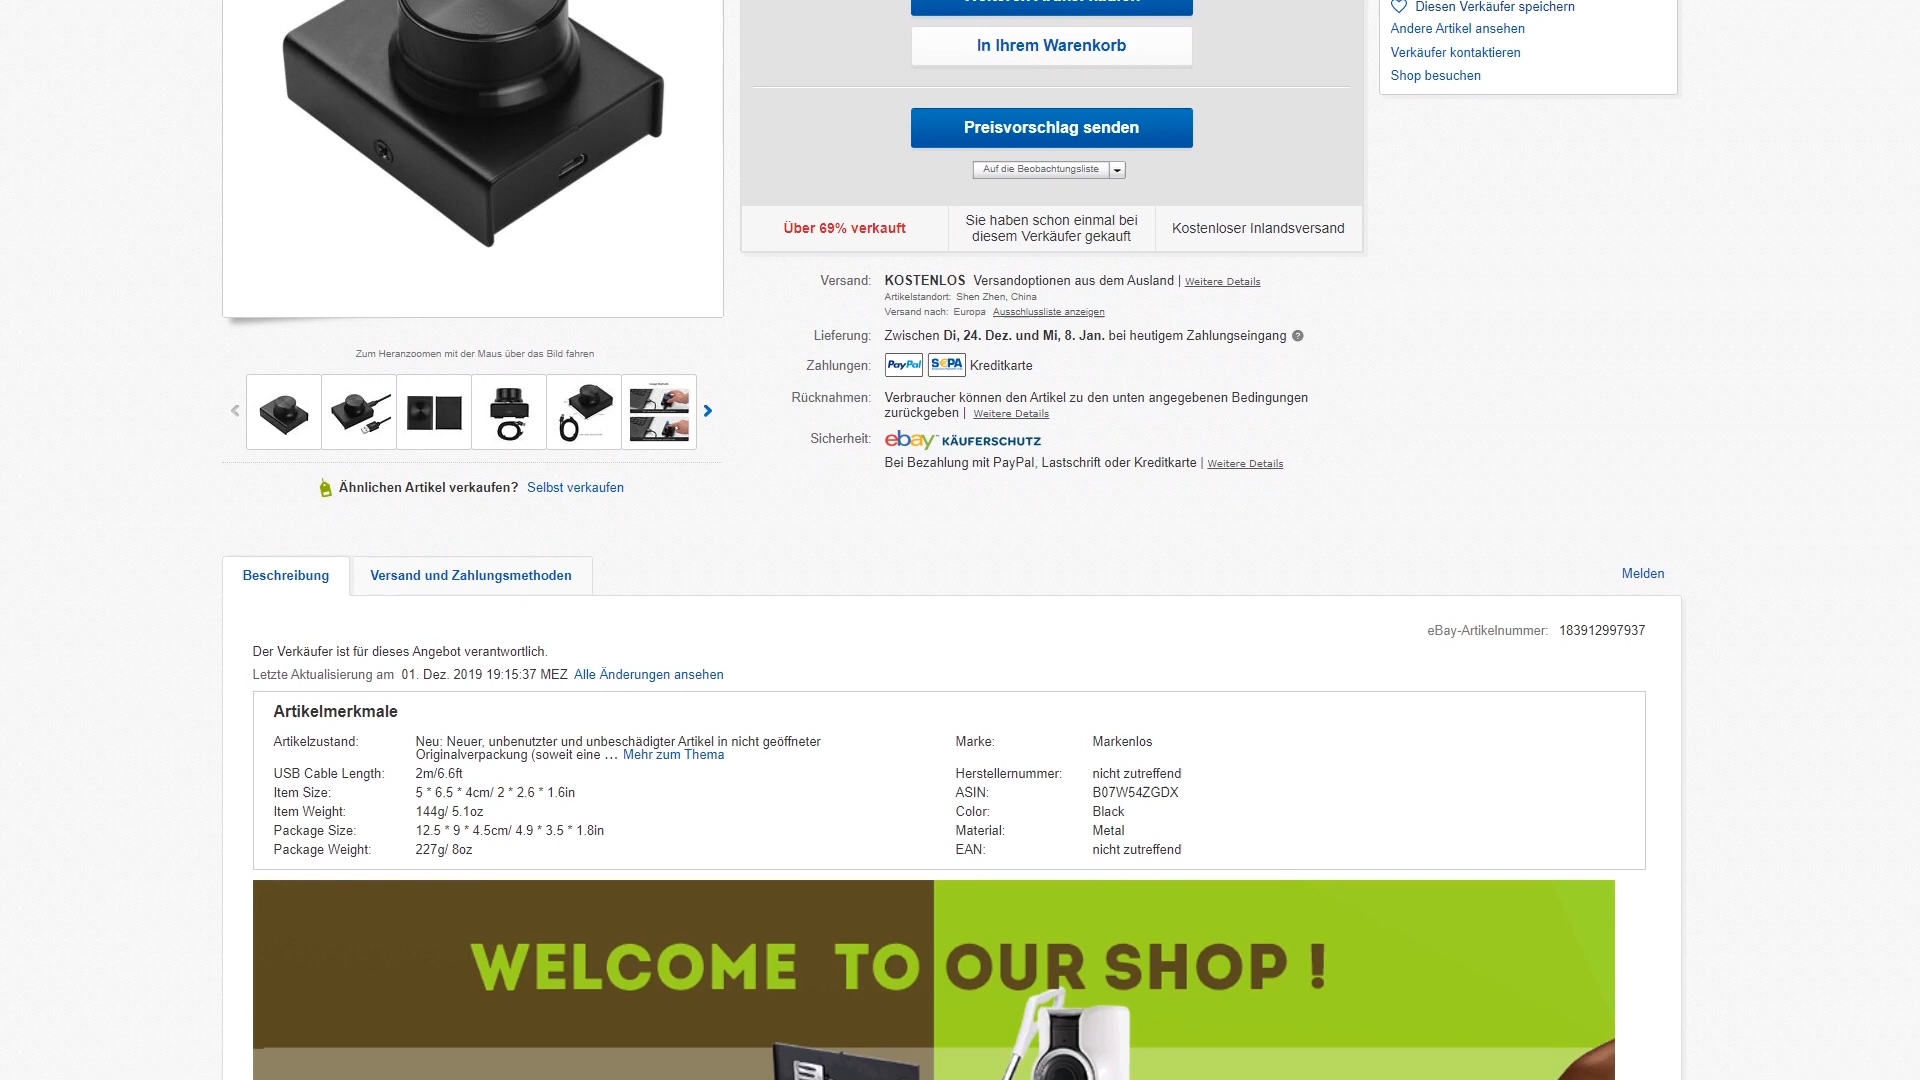 Diesen Verkäufer speichern
Andere Artikel ansehen
Verkäufer kontaktieren
Shop besuchen
In Ihrem Warenkorb
Preisvorschlag senden
Auf die Beobachtungsliste
Über 69% verkauft
Sie haben schon einmal bei
diesem Verkäufer gekauft
Kostenloser Inlandsversand
Versand: KOSTENLOS Versandoptionen aus dem Ausland | Weitere Details
Artikelstandort: Shen Zhen, China
Versand nach: Europa Ausschlussliste anzeigen
Lieferung: Zwischen Di, 24. Dez. und Mi, 8. Jan. bei heutigem Zahlungseingang ?
Zahlungen: PayPal SEPA Kreditkarte
Rücknahmen: Verbraucher können den Artikel zu den unten angegebenen Bedingungen
zurückgeben | Weitere Details
Sicherheit: ebay KÄUFERSCHUTZ
Bei Bezahlung mit PayPal, Lastschrift oder Kreditkarte | Weitere Details
Zum Heranzoomen mit der Maus über das Bild fahren
Ähnlichen Artikel verkaufen? Selbst verkaufen
Beschreibung
Versand und Zahlungsmethoden
Melden
eBay-Artikelnummer: 183912997937
Der Verkäufer ist für dieses Angebot verantwortlich.
Letzte Aktualisierung am 01. Dez. 2019 19:15:37 MEZ Alle Änderungen ansehen
Artikelmerkmale
Artikelzustand: Neu: Neuer, unbenutzter und unbeschädigter Artikel in nicht geöffneter
Originalverpackung (soweit eine ... Mehr zum Thema
Marke: Markenlos
USB Cable Length: 2m/6.6ft
Herstellernummer: nicht zutreffend
Item Size: 5 * 6.5 * 4cm/ 2 * 2.6 * 1.6in
ASIN: B07W54ZGDX
Item Weight: 144g/ 5.1oz
Color: Black
Package Size: 12.5 * 9 * 4.5cm/ 4.9 * 3.5 * 1.8in
Material: Metal
Package Weight: 227g/ 8oz
EAN: nicht zutreffend
WELCOME TO OUR SHOP !